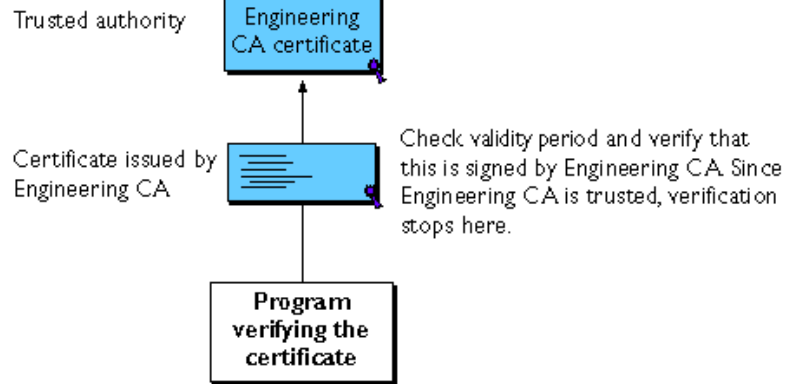 Trusted authority
Engineering
CA certificate
Certificate issued by
Engineering CA
Check validity period and verify that
this is signed by Engineering CA. Since
Engineering CA is trusted, verification
stops here.
Program
verifying the
certificate